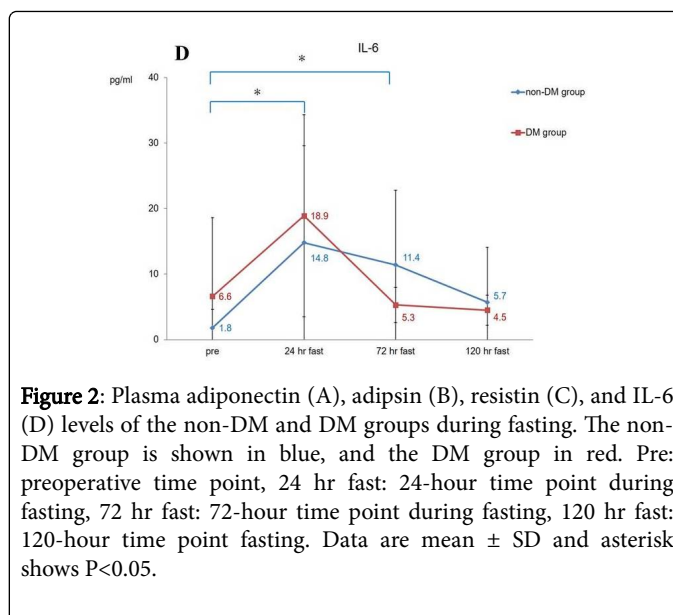 D
IL-6
pg/ml
*
*
40
30
20
10
0
non-DM group
DM group
18.9
14.8
11.4
6.6
5.3
5.7
4.5
1.8
pre
24 hr fast
72 hr fast
120 hr fast
Figure 2: Plasma adiponectin (A), adipsin (B), resistin (C), and IL-6
(D) levels of the non-DM and DM groups during fasting. The non-
DM group is shown in blue, and the DM group in red. Pre:
preoperative time point, 24 hr fast: 24-hour time point during
fasting, 72 hr fast: 72-hour time point during fasting, 120 hr fast:
120-hour time point fasting. Data are mean ± SD and asterisk
shows P<0.05.